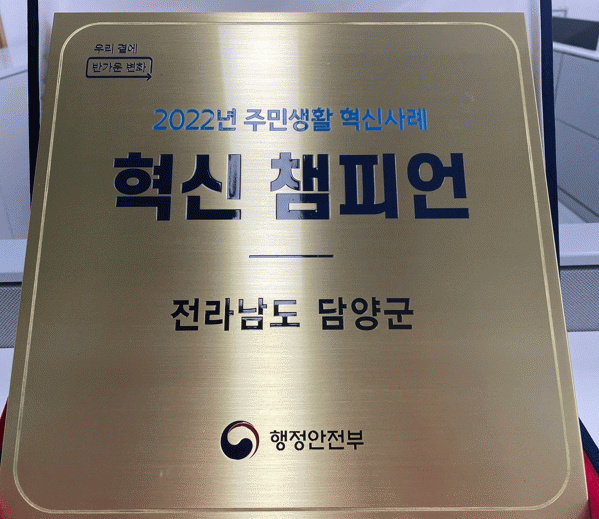 우리 곁에
반가운 변화
2022년 주민생활 혁신사례
혁신 챔피언
전라남도 담양군
행정안전부